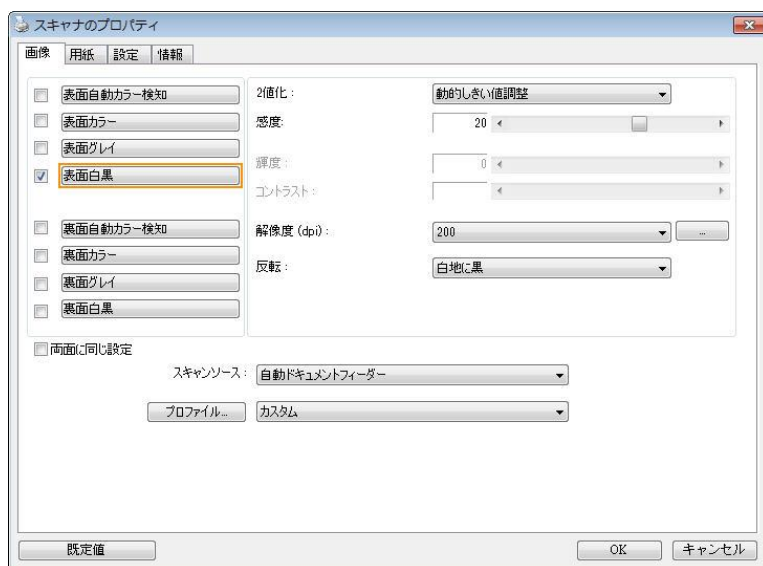 スキャナのプロパティ
画像 用紙 設定 情報
表面自動カラー検知
表面カラー
表面グレイ
表面白黒
裏面自動カラー検知
裏面カラー
裏面グレイ
裏面白黒
2値化: 動的しきい値調整
感度: 20
輝度: 0
コントラスト:
解像度 (dpi): 200 ...
反転: 白地に黒
両面に同じ設定
スキャンソース: 自動ドキュメントフィーダー
プロファイル... カスタム
既定値 OK キャンセル